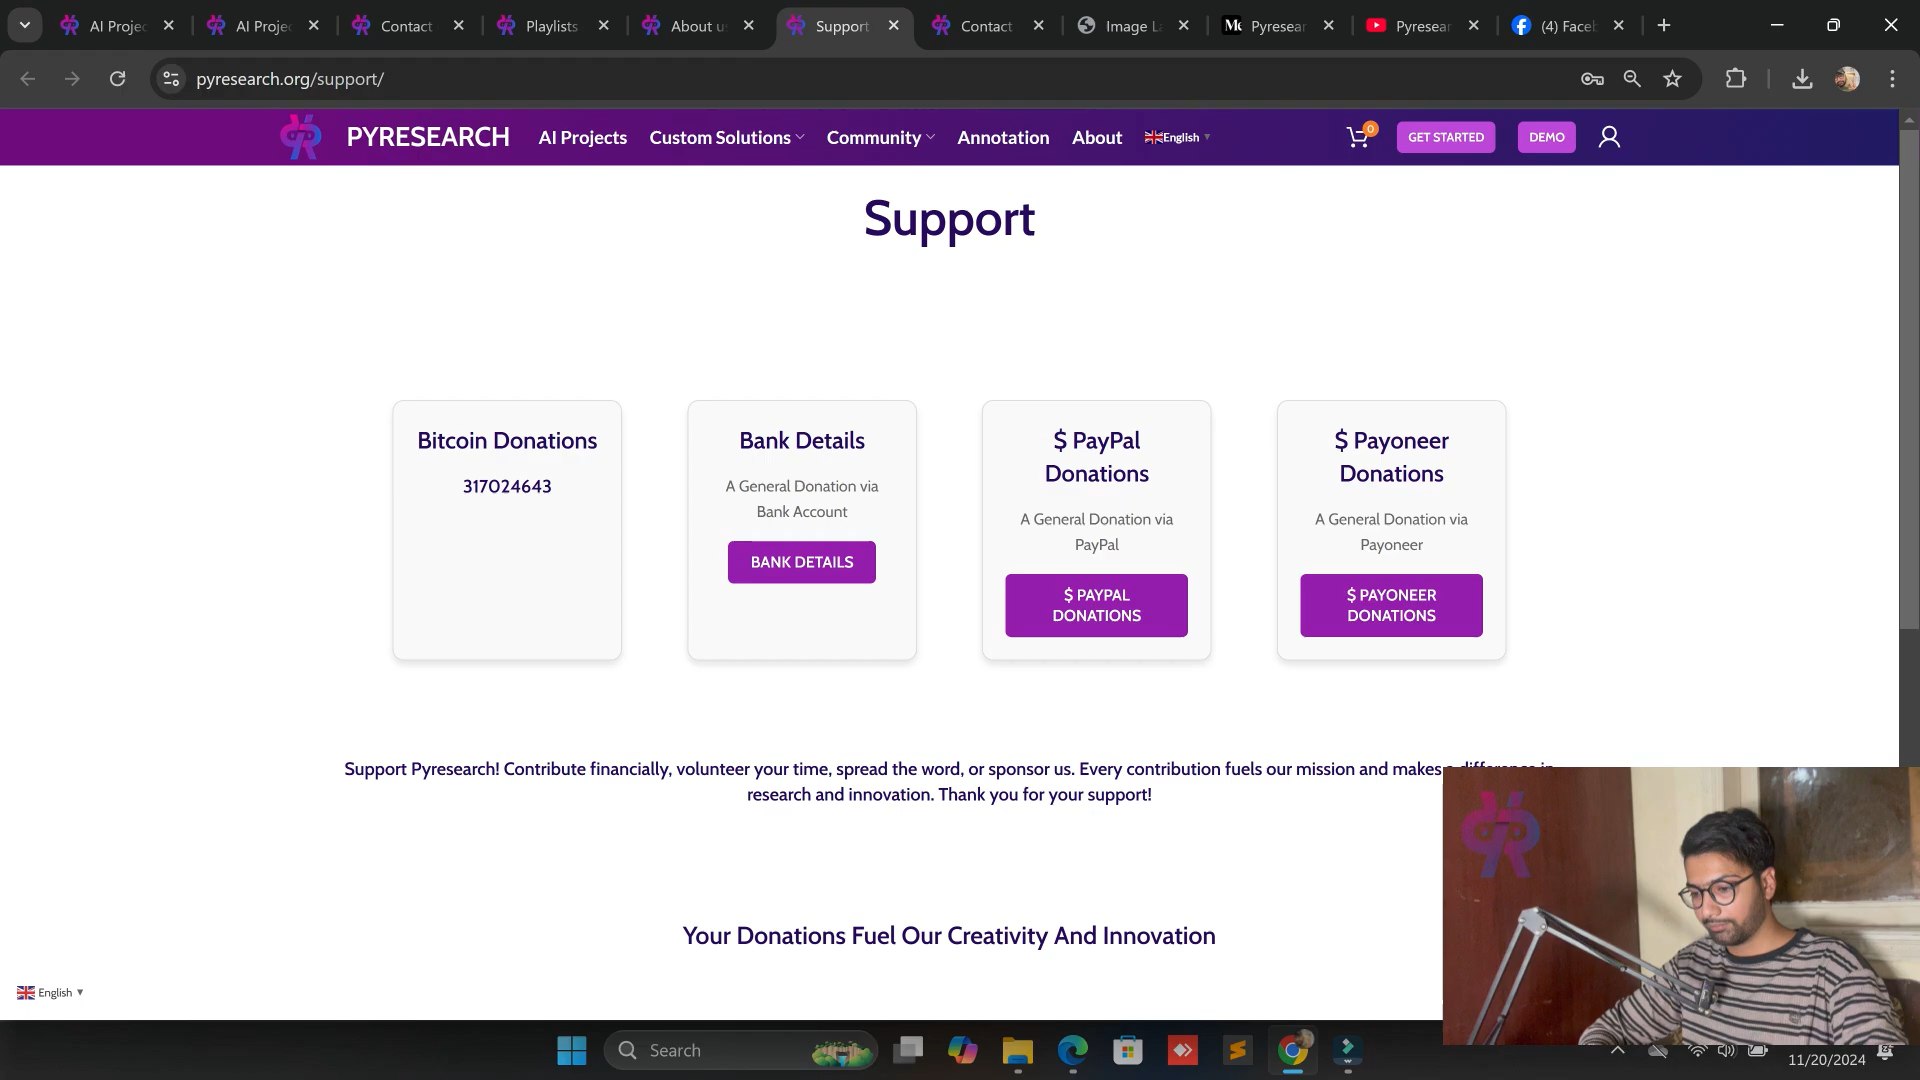 AI Projec
AI Projec
Contact
Playlists
About us
Support
Contact
Image La
Pyresear
Pyresear
(4) Faceb
pyresearch.org/support/
PYRESEARCH
AI Projects
Custom Solutions
Community
Annotation
About
English
0
GET STARTED
DEMO
Support
Bitcoin Donations
317024643
Bank Details
A General Donation via
Bank Account
BANK DETAILS
$ PayPal
Donations
A General Donation via
PayPal
$ PAYPAL
DONATIONS
$ Payoneer
Donations
A General Donation via
Payoneer
$ PAYONEER
DONATIONS
Support Pyresearch! Contribute financially, volunteer your time, spread the word, or sponsor us. Every contribution fuels our mission and makes a difference in
research and innovation. Thank you for your support!
Your Donations Fuel Our Creativity And Innovation
English
Search
11/20/2024